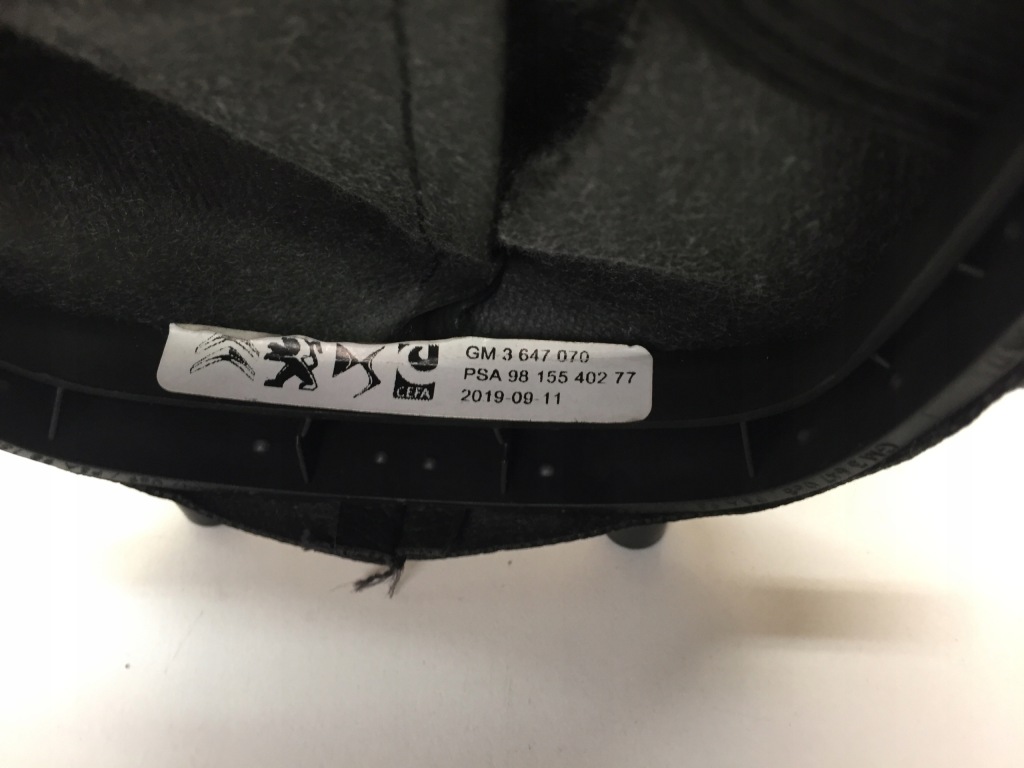 GM 3 647 070
PSA 98 155 402 77
2019-09-11
CEFA